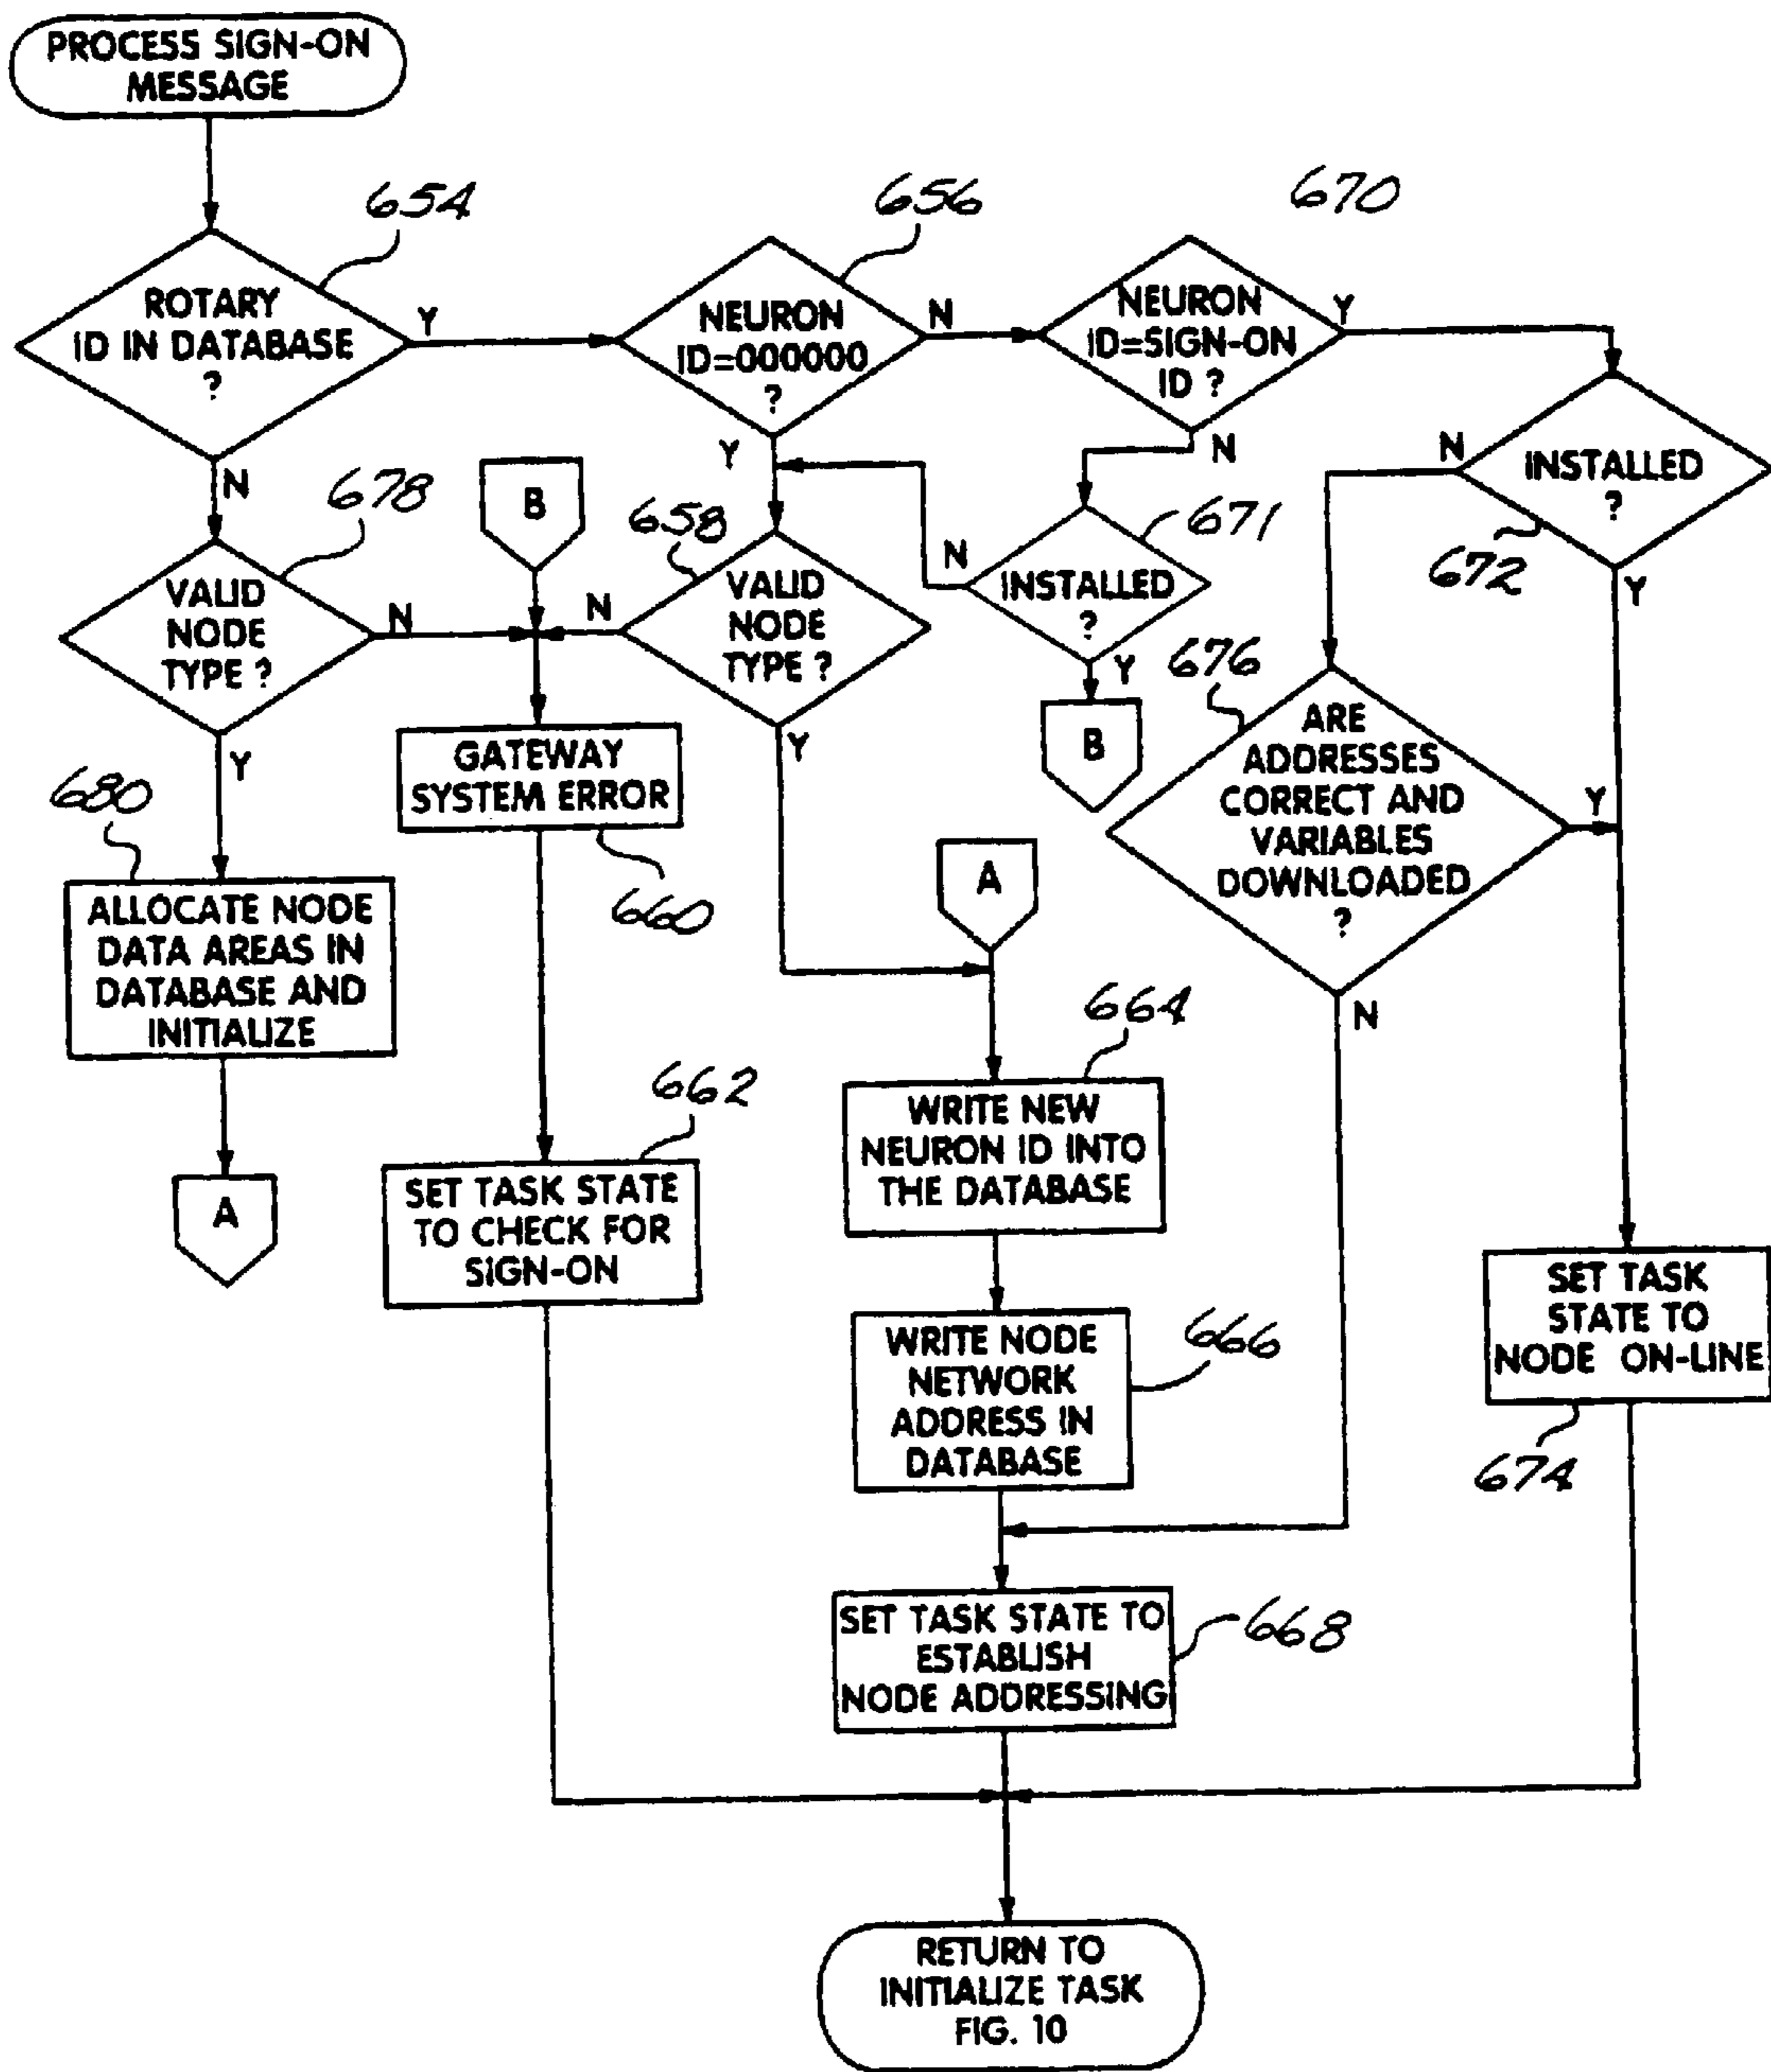 PROCESS SIGN-ON
MESSAGE
654
656
670
ROTARY
ID IN DATABASE
?
Y
NEURON
ID=000000
?
N
NEURON
ID=SIGN-ON
ID ?
Y
N
678
B
Y
658
N
671
N
INSTALLED
?
672
Y
VALID
NODE
TYPE ?
N
N
VALID
NODE
TYPE ?
N
INSTALLED
?
Y
B
676
ARE
ADDRESSES
CORRECT AND
VARIABLES
DOWNLOADED
?
Y
N
Y
680
GATEWAY
SYSTEM ERROR
660
Y
A
ALLOCATE NODE
DATA AREAS IN
DATABASE AND
INITIALIZE
A
662
SET TASK STATE
TO CHECK FOR
SIGN-ON
664
WRITE NEW
NEURON ID INTO
THE DATABASE
666
WRITE NODE
NETWORK
ADDRESS IN
DATABASE
SET TASK
STATE TO
NODE ON-LINE
674
SET TASK STATE TO
ESTABLISH
NODE ADDRESSING
668
RETURN TO
INITIALIZE TASK
FIG. 10